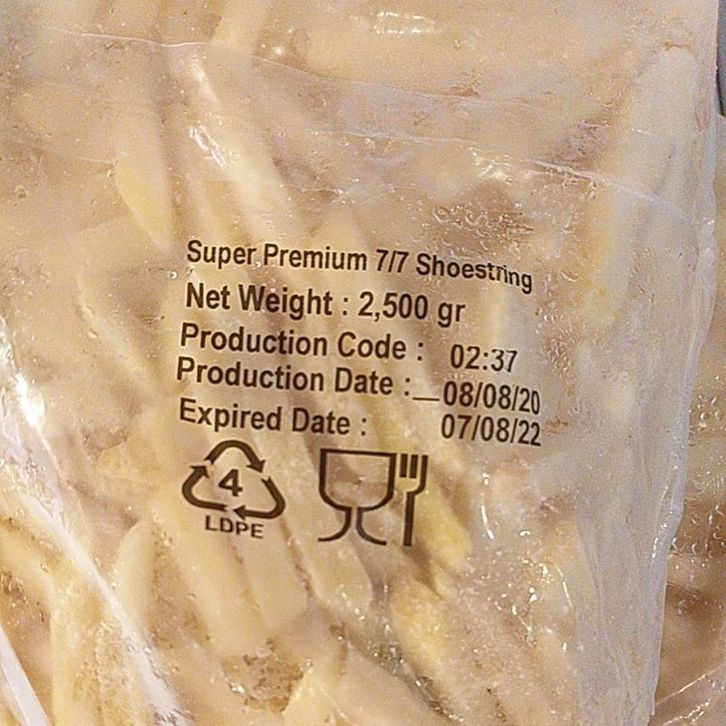 Super Premium 7/7 Shoestring
Net Weight : 2,500 gr
Production Code : 02:37
Production Date : 08/08/20
Expired Date : 07/08/22
4
LDPE